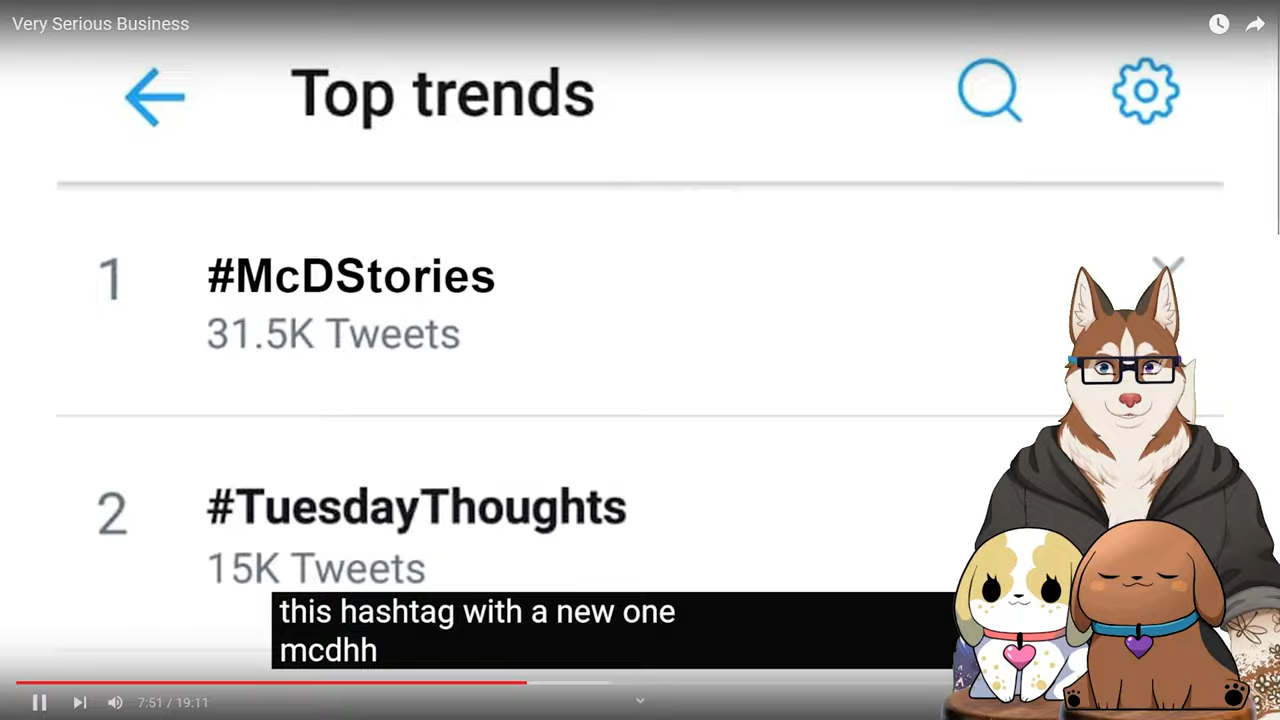 Very Serious Business
Top trends
1
#McDStories
31.5K Tweets
2
#TuesdayThoughts
15K Tweets
this hashtag with a new one
mcdhh
7:51 / 19:11